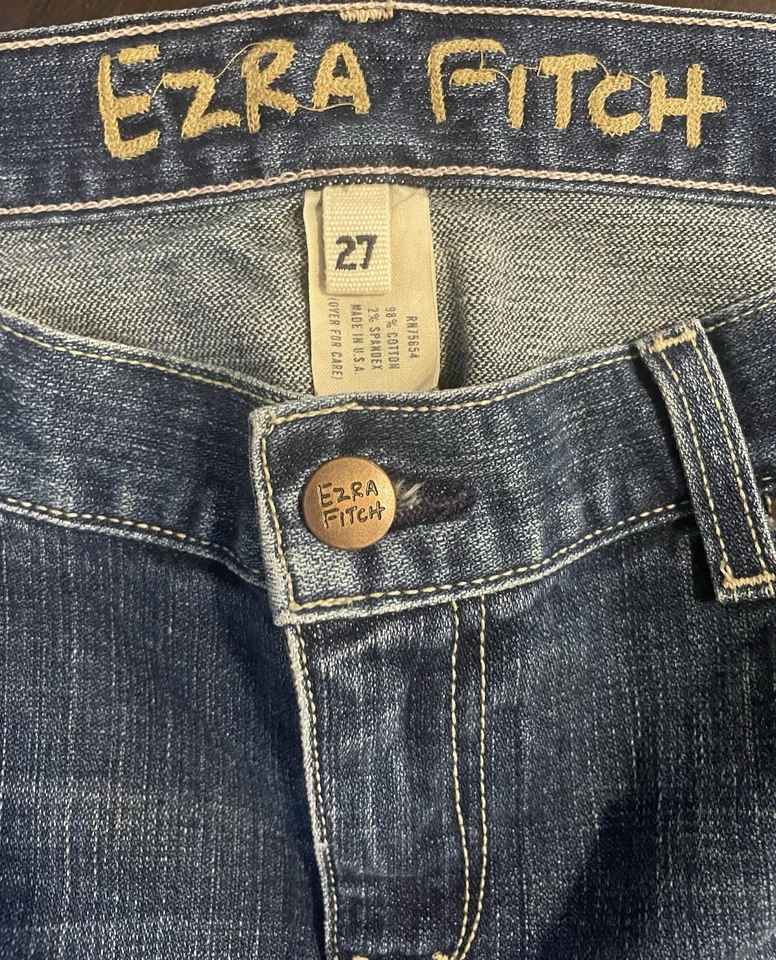 EZRA FITCH
27
RN75654
98% COTTON
2% SPANDEX
MADE IN U.S.A.
(OVER FOR CARE)
EZRA
FITCH